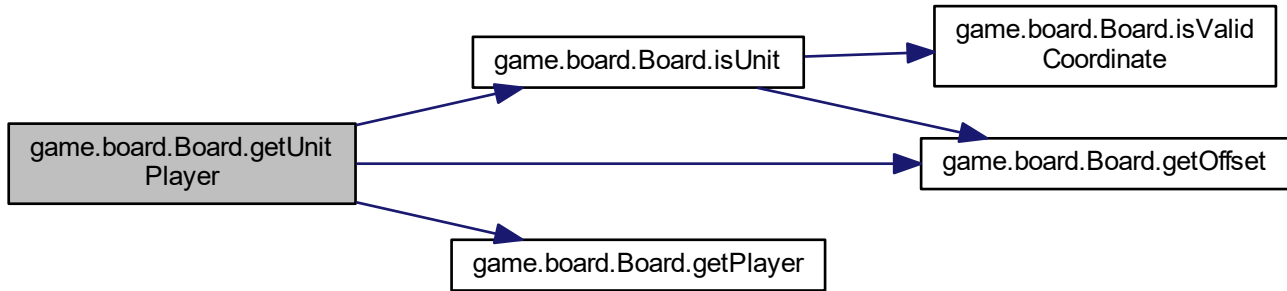 game.board.Board.getUnit
Player
game.board.Board.isUnit
game.board.Board.isValid
Coordinate
game.board.Board.getOffset
game.board.Board.getPlayer